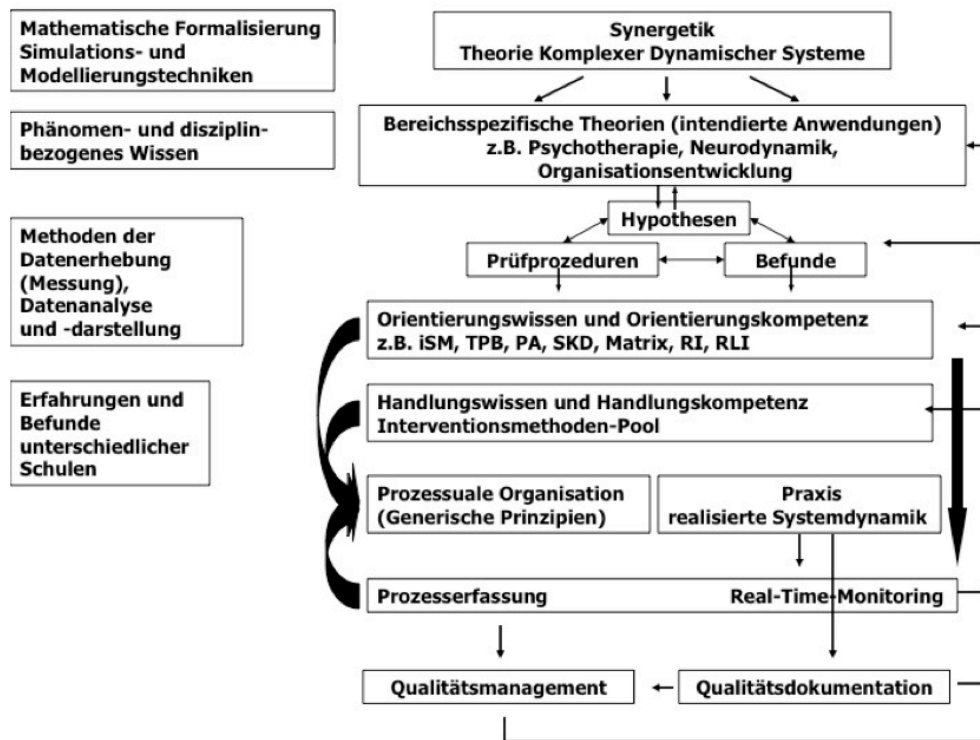 Mathematische Formalisierung
Simulations- und
Modellierungstechniken
Synergetik
Theorie Komplexer Dynamischer Systeme
Phänomen- und disziplin-
bezogenes Wissen
Bereichsspezifische Theorien (intendierte Anwendungen)
z.B. Psychotherapie, Neurodynamik,
Organisationsentwicklung
Hypothesen
Prüfprozeduren
Befunde
Methoden der
Datenerhebung
(Messung),
Datenanalyse
und -darstellung
Orientierungswissen und Orientierungskompetenz
z.B. iSM, TPB, PA, SKD, Matrix, RI, RLI
Erfahrungen und
Befunde
unterschiedlicher
Schulen
Handlungswissen und Handlungskompetenz
Interventionsmethoden-Pool
Prozessuale Organisation
(Generische Prinzipien)
Praxis
realisierte Systemdynamik
Prozesserfassung
Real-Time-Monitoring
Qualitätsmanagement
Qualitätsdokumentation